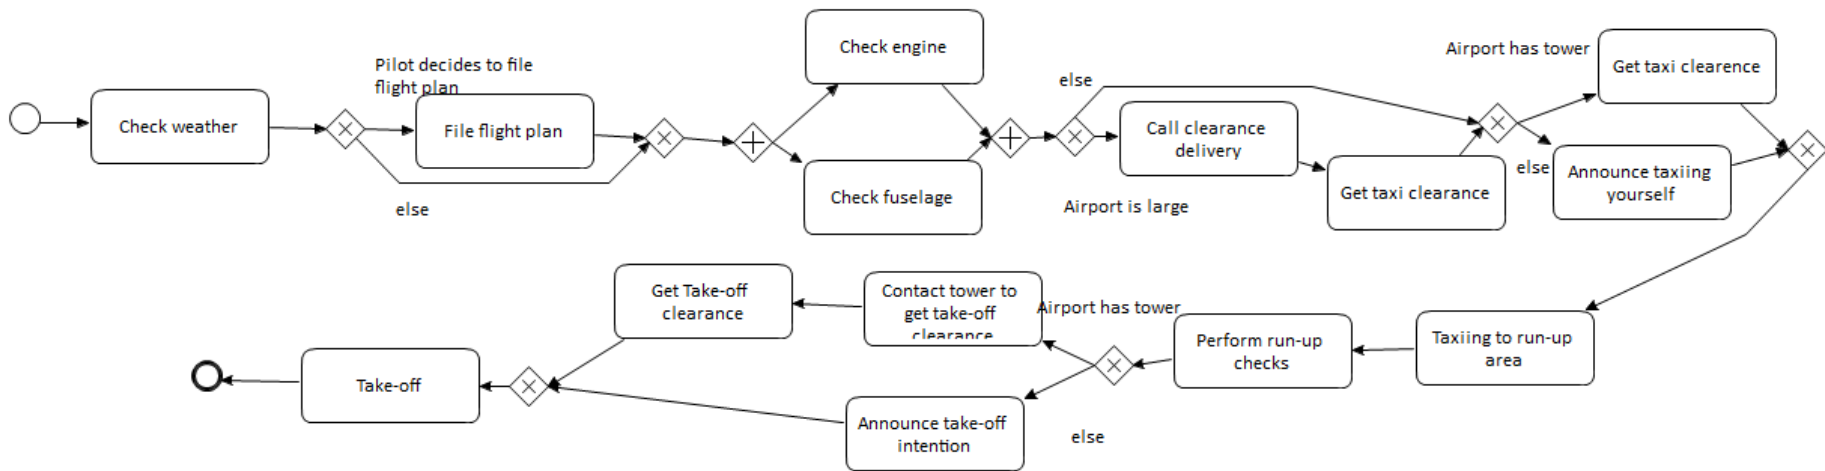 Check weather
Pilot decides to file
flight plan
File flight plan
else
Check engine
Check fuselage
else
Call clearance
delivery
Airport is large
Get taxi clearance
Airport has tower
Get taxi clearence
else
Announce taxiing
yourself
Taxiing to run-up
area
Perform run-up
checks
Airport has tower
else
Contact tower to
get take-off
clearance
Announce take-off
intention
Get Take-off
clearance
Take-off